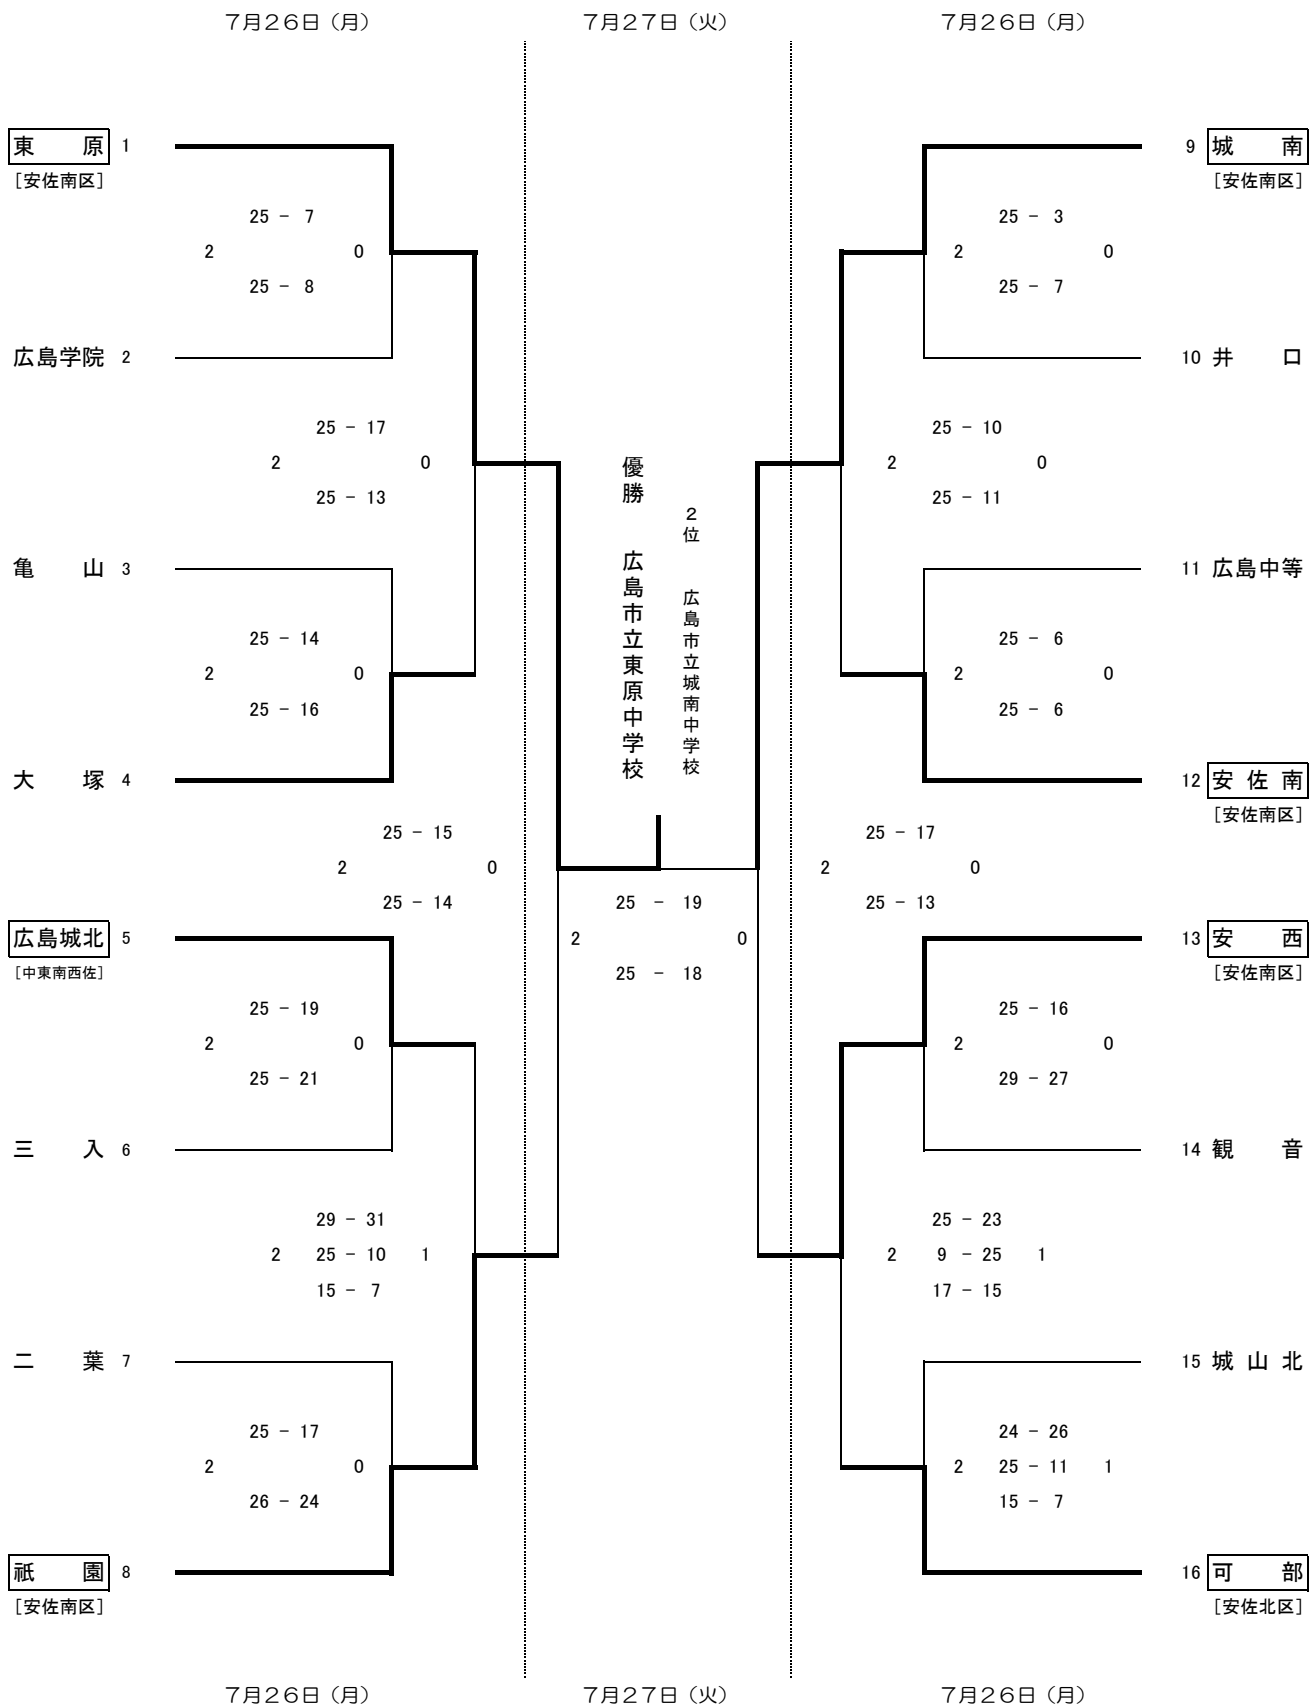 7月26日（月） 7月27日（火） 7月26日（月）
東 原 1 9 城 南
[安佐南区] [安佐南区]
25 - 7 25 - 3
2 0 2 0
25 - 8 25 - 7
広島学院 2 10 井 口
25 - 17 25 - 10
2 0 2 0
25 - 13 25 - 11
優勝 広島市立東原中学校
2位 広島市立城南中学校
亀 山 3 11 広島中等
25 - 14 25 - 6
2 0 2 0
25 - 16 25 - 6
大 塚 4 12 安 佐 南
[安佐南区]
25 - 15 25 - 17
2 0 2 0
25 - 14 25 - 13
25 - 19
2 0
25 - 18
広島城北 5 13 安 西
[中東南西佐] [安佐南区]
25 - 19 25 - 16
2 0 2 0
25 - 21 29 - 27
三 入 6 14 観 音
29 - 31 25 - 23
2 25 - 10 1 2 9 - 25 1
15 - 7 17 - 15
二 葉 7 15 城 山 北
25 - 17 24 - 26
2 0 2 25 - 11 1
26 - 24 15 - 7
祇 園 8 16 可 部
[安佐南区] [安佐北区]
7月26日（月） 7月27日（火） 7月26日（月）